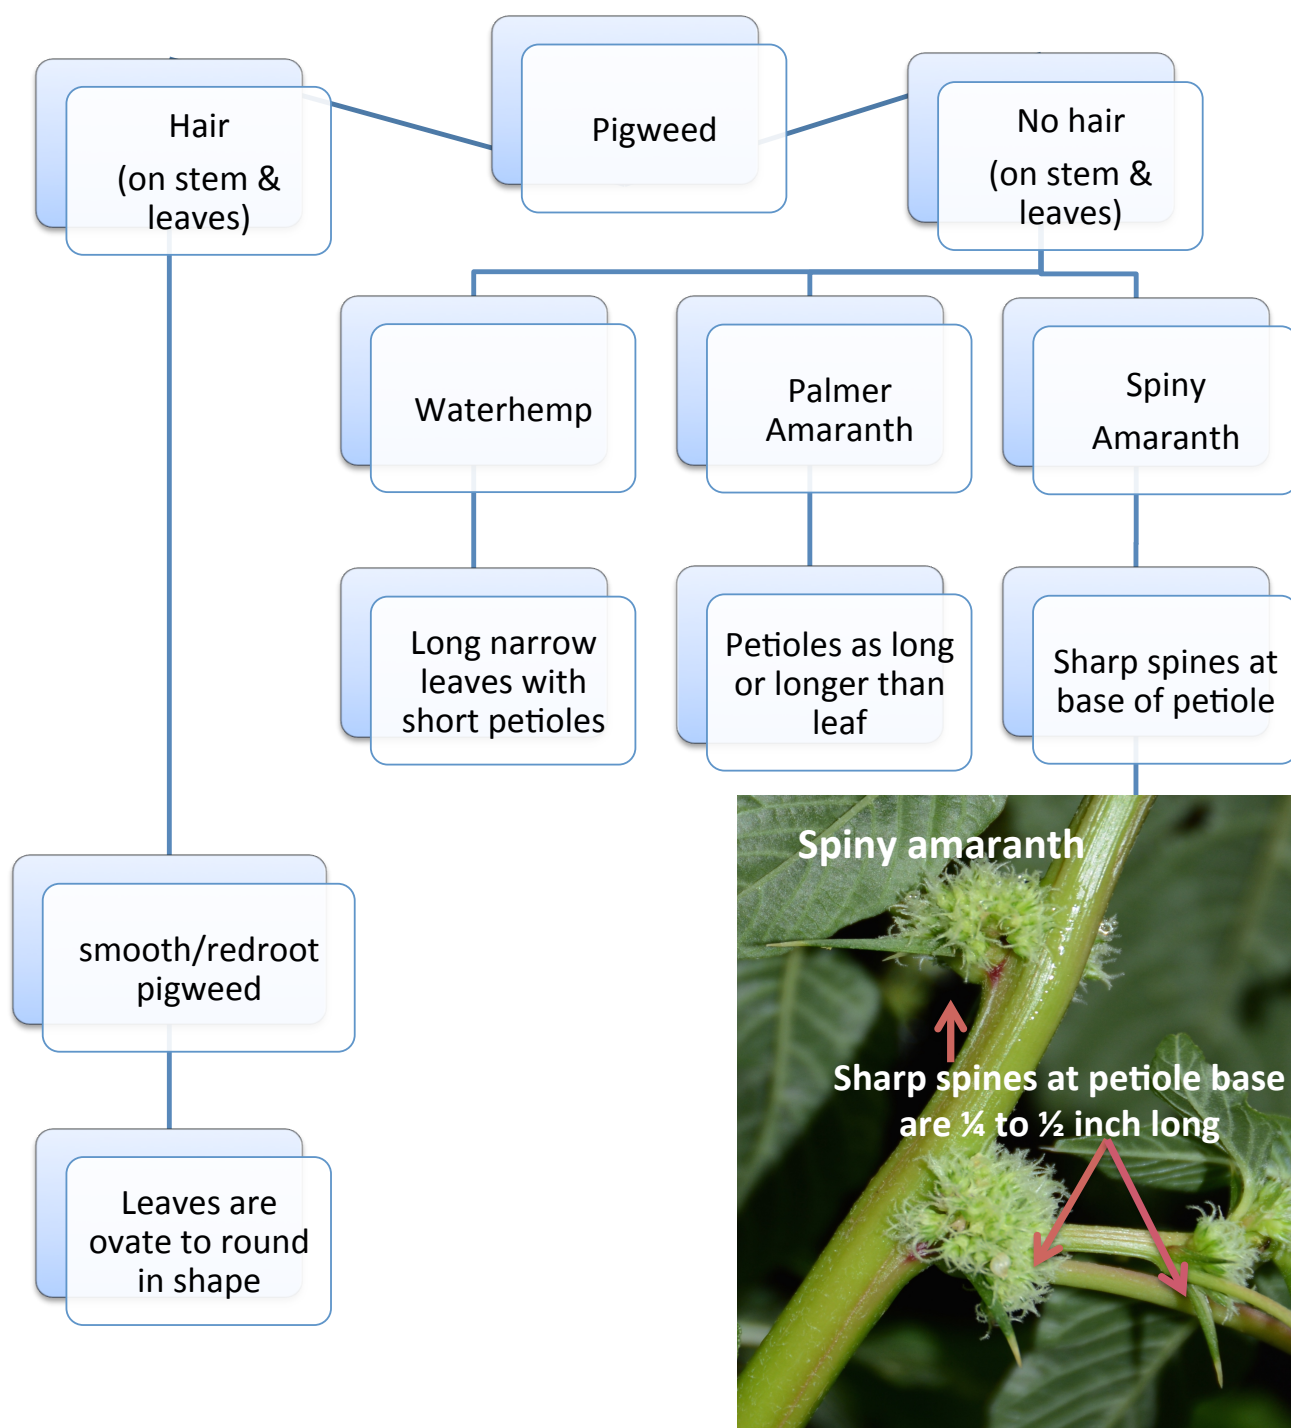 Pigweed
Hair
(on stem &
leaves)
No hair
(on stem &
leaves)
Waterhemp
Palmer
Amaranth
Spiny
Amaranth
Long narrow
leaves with
short petioles
Petioles as long
or longer than
leaf
Sharp spines at
base of petiole
smooth/redroot
pigweed
Leaves are
ovate to round
in shape
Spiny amaranth
Sharp spines at petiole base
are ¼ to ½ inch long